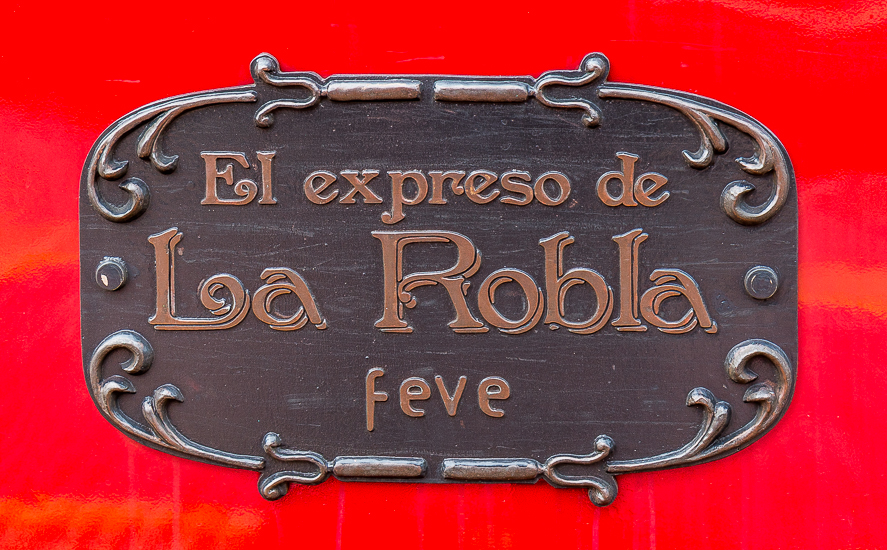 El expreso de
La Robla
feve